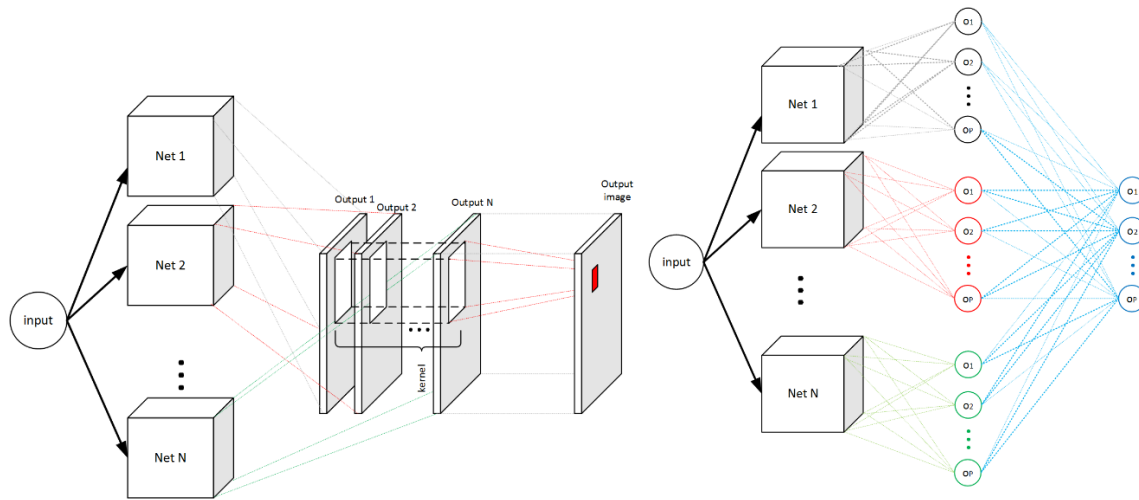 input
Net 1
Net 2
Net N
Output 1
Output 2
Output N
kernel
Output
image
input
Net 1
Net 2
Net N
O1
O2
OP
O1
O2
OP
O1
O2
OP
O1
O2
OP